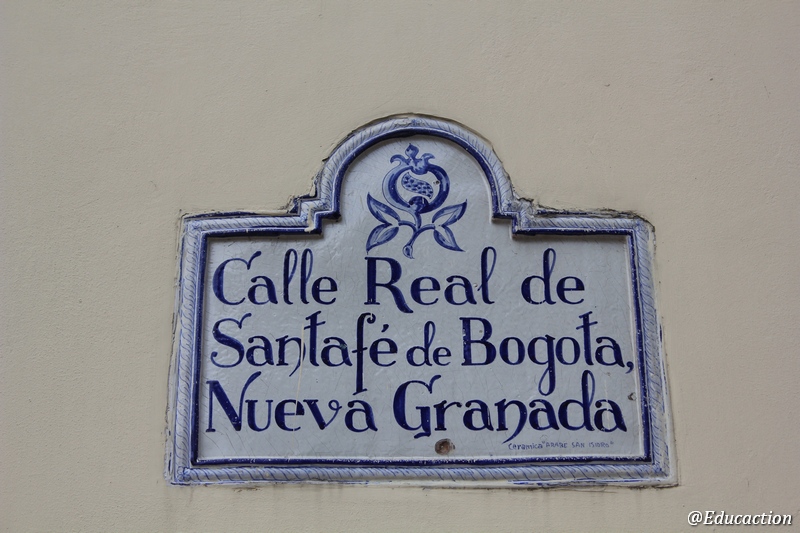 Calle Real de
Santafé de Bogota,
Nueva Granada
@Educaction